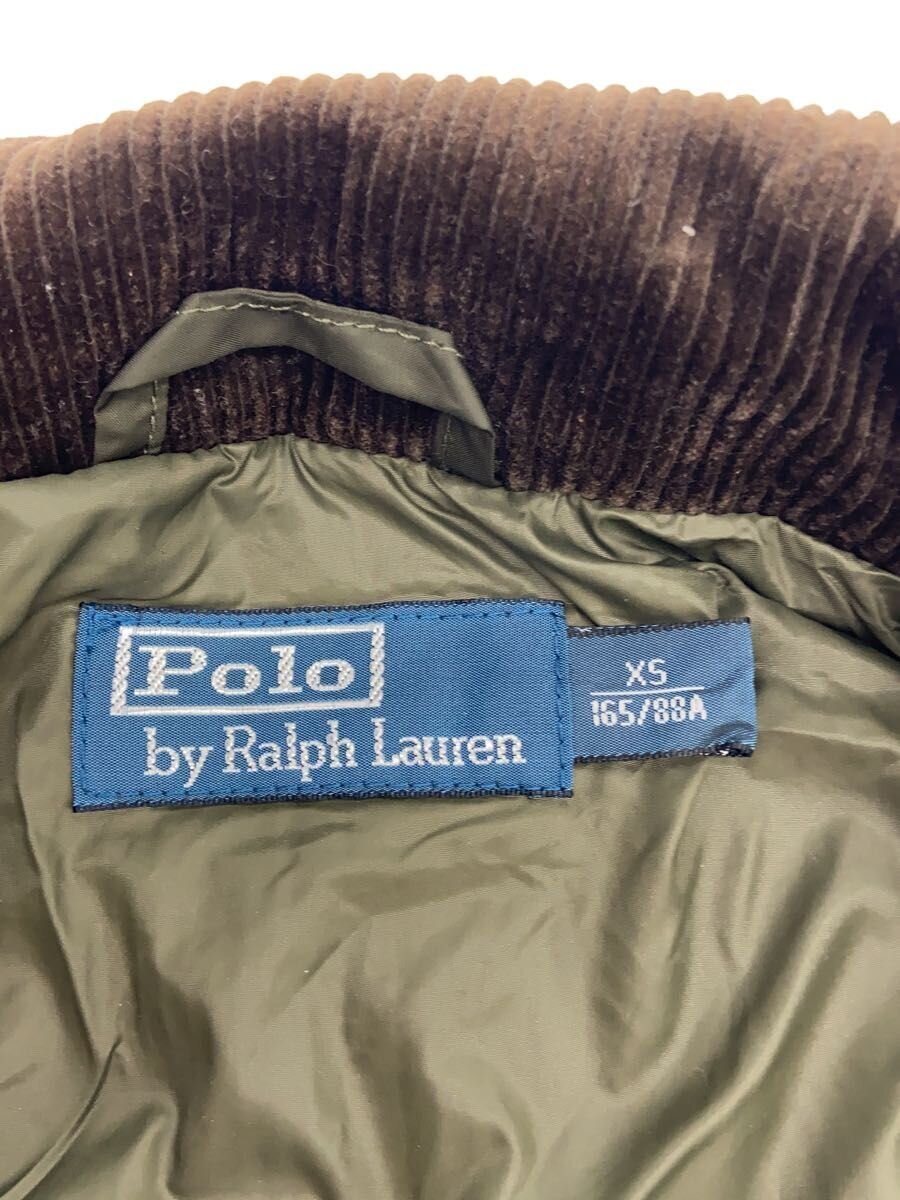 Polo
by Ralph Lauren
XS
165/88A